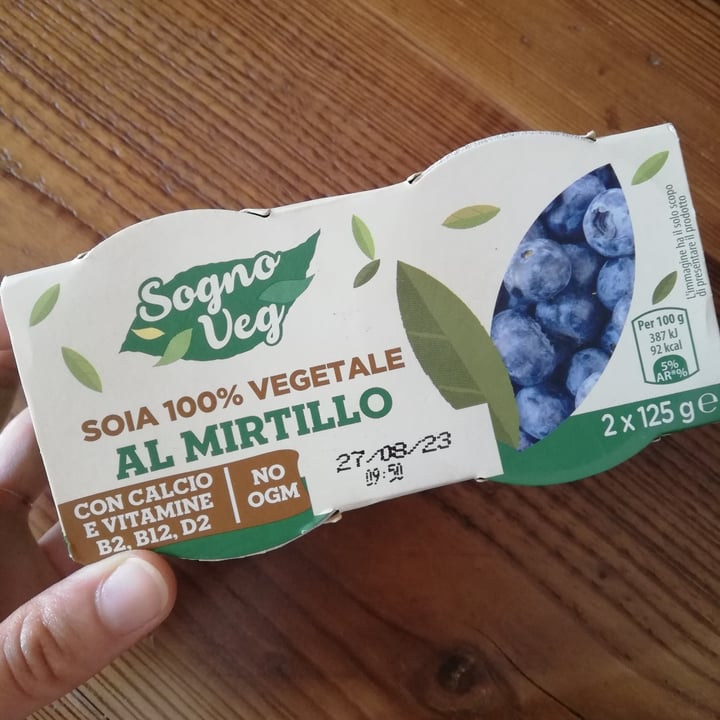 Sogno
Veg
SOIA 100% VEGETALE
AL MIRTILLO
CON CALCIO
E VITAMINE
B2, B12, D2
NO
OGM
27/08/23
09:50
L'immagine ha il solo scopo
di presentare il prodotto
Per 100 g
387 kJ
92 kcal
5%
AR*%
2 x 125 g e